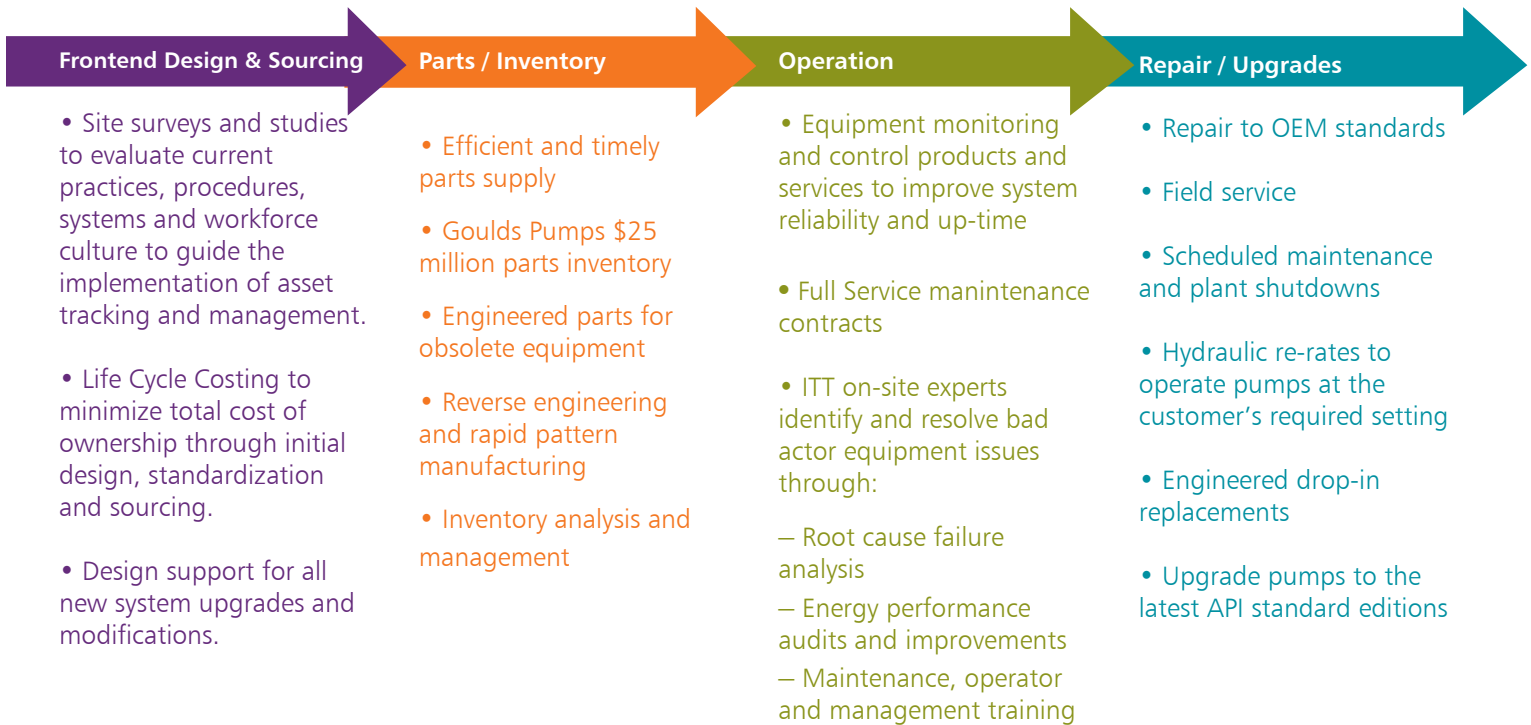 Frontend Design & Sourcing
• Site surveys and studies
to evaluate current
practices, procedures,
systems and workforce
culture to guide the
implementation of asset
tracking and management.
• Life Cycle Costing to
minimize total cost of
ownership through initial
design, standardization
and sourcing.
• Design support for all
new system upgrades and
modifications.
Parts / Inventory
• Efficient and timely
parts supply
• Goulds Pumps $25
million parts inventory
• Engineered parts for
obsolete equipment
• Reverse engineering
and rapid pattern
manufacturing
• Inventory analysis and
management
Operation
• Equipment monitoring
and control products and
services to improve system
reliability and up-time
• Full Service manintenance
contracts
• ITT on-site experts
identify and resolve bad
actor equipment issues
through:
– Root cause failure
analysis
– Energy performance
audits and improvements
– Maintenance, operator
and management training
Repair / Upgrades
• Repair to OEM standards
• Field service
• Scheduled maintenance
and plant shutdowns
• Hydraulic re-rates to
operate pumps at the
customer’s required setting
• Engineered drop-in
replacements
• Upgrade pumps to the
latest API standard editions